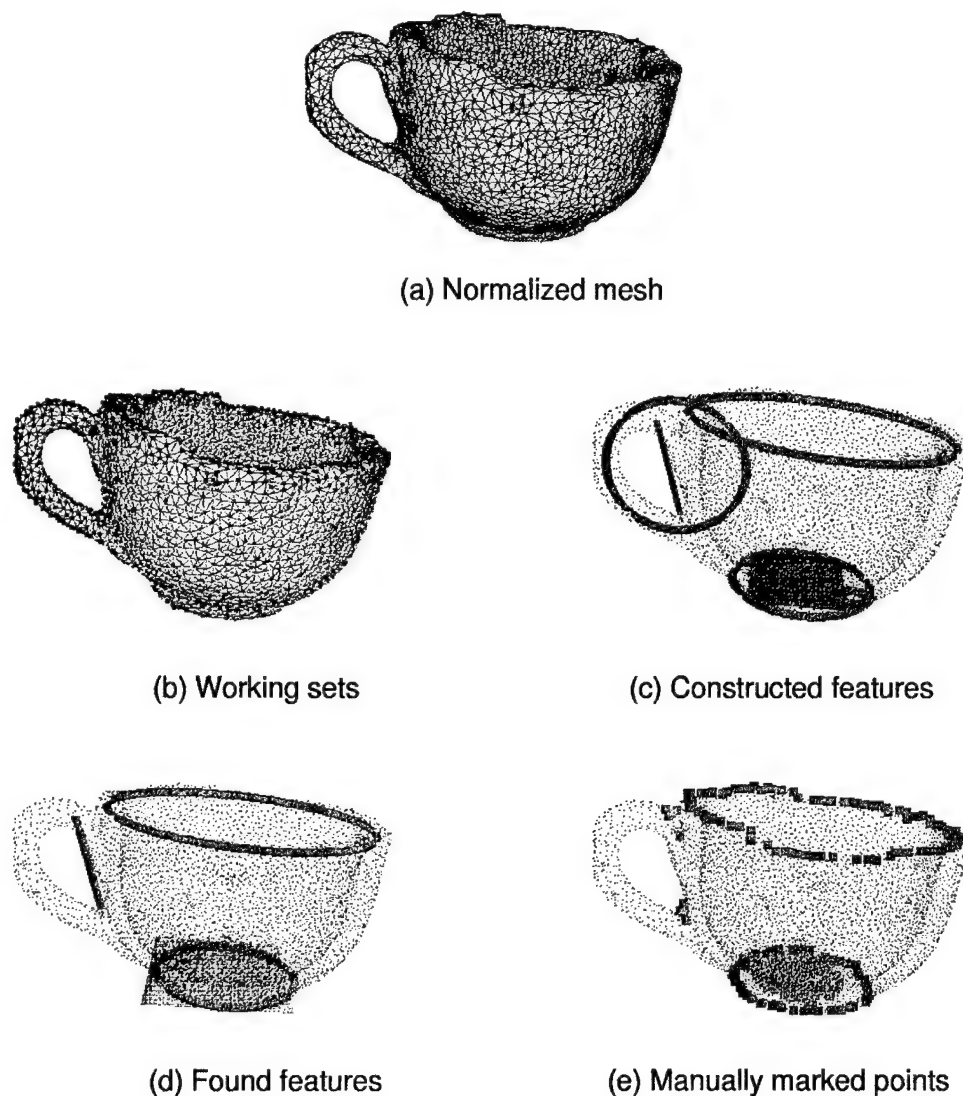 (a) Normalized mesh
(b) Working sets
(c) Constructed features
(d) Found features
(e) Manually marked points